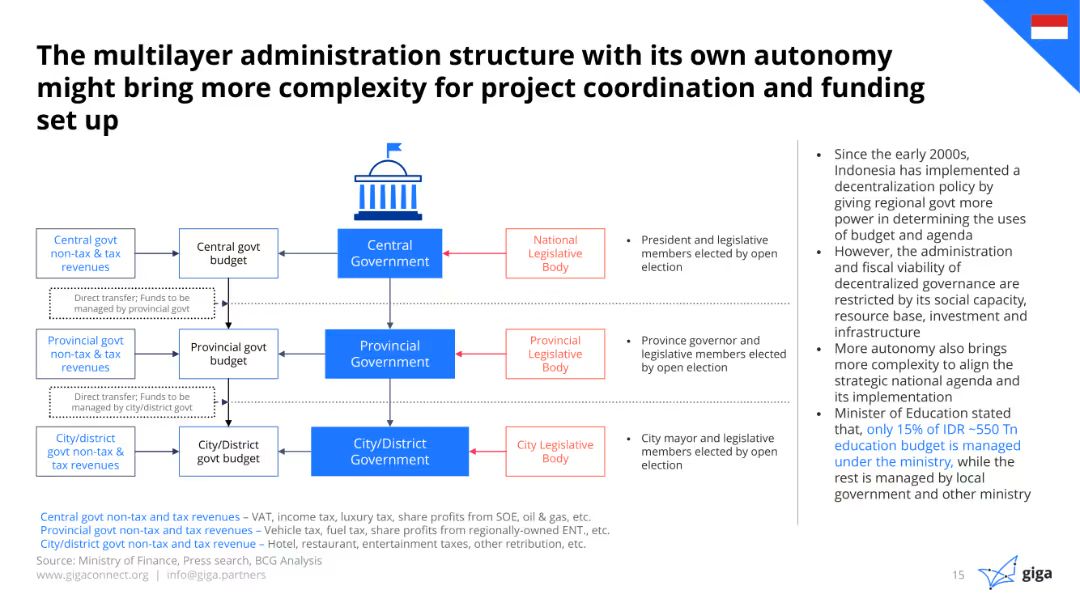 The multilayer administration structure with its own autonomy
might bring more complexity for project coordination and funding
set up
Central govt
non-tax & tax
revenues
Central govt
budget
Central
Government
National
Legislative
Body
• President and legislative
members elected by open
election
Direct transfer; Funds to be
managed by provincial govt
Provincial govt
non-tax & tax
revenues
Provincial govt
budget
Provincial
Government
Provincial
Legislative
Body
• Province governor and
legislative members elected
by open election
Direct transfer; Funds to be
managed by city/district govt
City/district
govt non-tax &
tax revenues
City/District
govt budget
City/District
Government
City Legislative
Body
• City mayor and legislative
members elected by open
election
• Since the early 2000s,
Indonesia has implemented a
decentralization policy by
giving regional govt more
power in determining the uses
of budget and agenda
• However, the administration
and fiscal viability of
decentralized governance are
restricted by its social capacity,
resource base, investment and
infrastructure
• More autonomy also brings
more complexity to align the
strategic national agenda and
its implementation
• Minister of Education stated
that, only 15% of IDR ~550 Tn
education budget is managed
under the ministry, while the
rest is managed by local
government and other ministry
Central govt non-tax and tax revenues – VAT, income tax, luxury tax, share profits from SOE, oil & gas, etc.
Provincial govt non-tax and tax revenues – Vehicle tax, fuel tax, share profits from regionally-owned ENT., etc.
City/district govt non-tax and tax revenue – Hotel, restaurant, entertainment taxes, other retribution, etc.
Source: Ministry of Finance, Press search, BCG Analysis
www.gigaconnect.org | info@giga.partners
15
giga